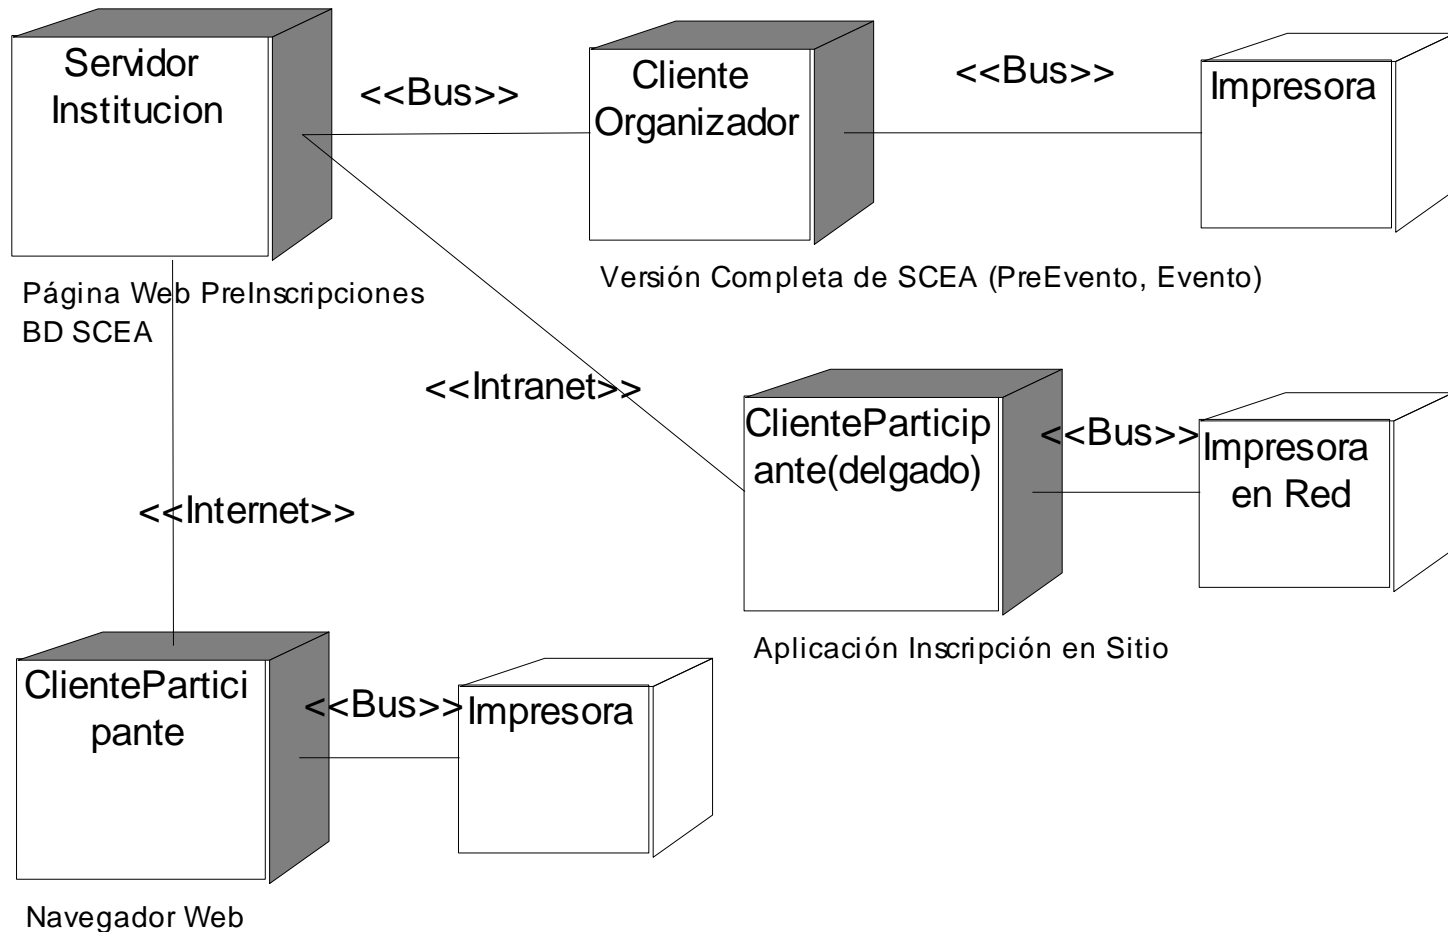 Servidor
Institucion
<<Bus>>
Cliente
Organizador
<<Bus>>
Impresora
Página Web PreInscripciones
BD SCEA
Versión Completa de SCEA (PreEvento, Evento)
<<Intranet>>
ClienteParticip
ante(delgado)
<<Bus>>
Impresora
en Red
<<Internet>>
Aplicación Inscripción en Sitio
ClientePartici
pante
<<Bus>>
Impresora
Navegador Web